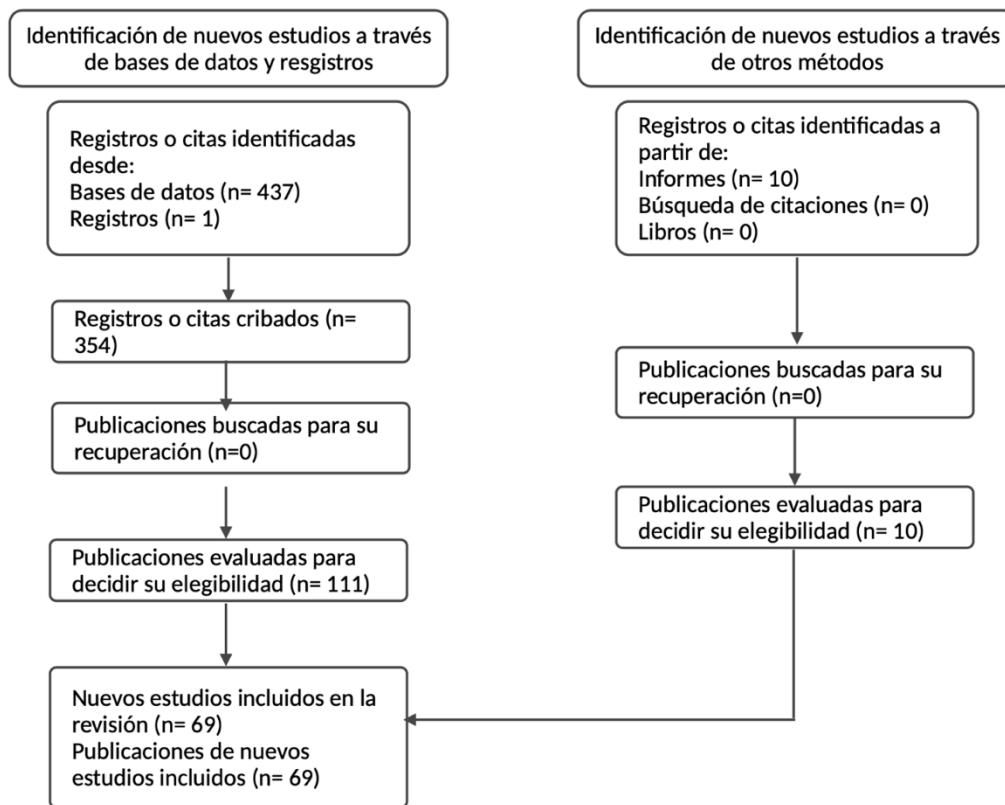 Identificación de nuevos estudios a través
de bases de datos y resgistros
Registros o citas identificadas
desde:
Bases de datos (n= 437)
Registros (n= 1)
Registros o citas cribados (n=
354)
Publicaciones buscadas para su
recuperación (n=0)
Publicaciones evaluadas para
decidir su elegibilidad (n= 111)
Nuevos estudios incluidos en la
revisión (n= 69)
Publicaciones de nuevos
estudios incluidos (n= 69)
Identificación de nuevos estudios a través
de otros métodos
Registros o citas identificadas a
partir de:
Informes (n= 10)
Búsqueda de citaciones (n= 0)
Libros (n= 0)
Publicaciones buscadas para su
recuperación (n=0)
Publicaciones evaluadas para
decidir su elegibilidad (n= 10)